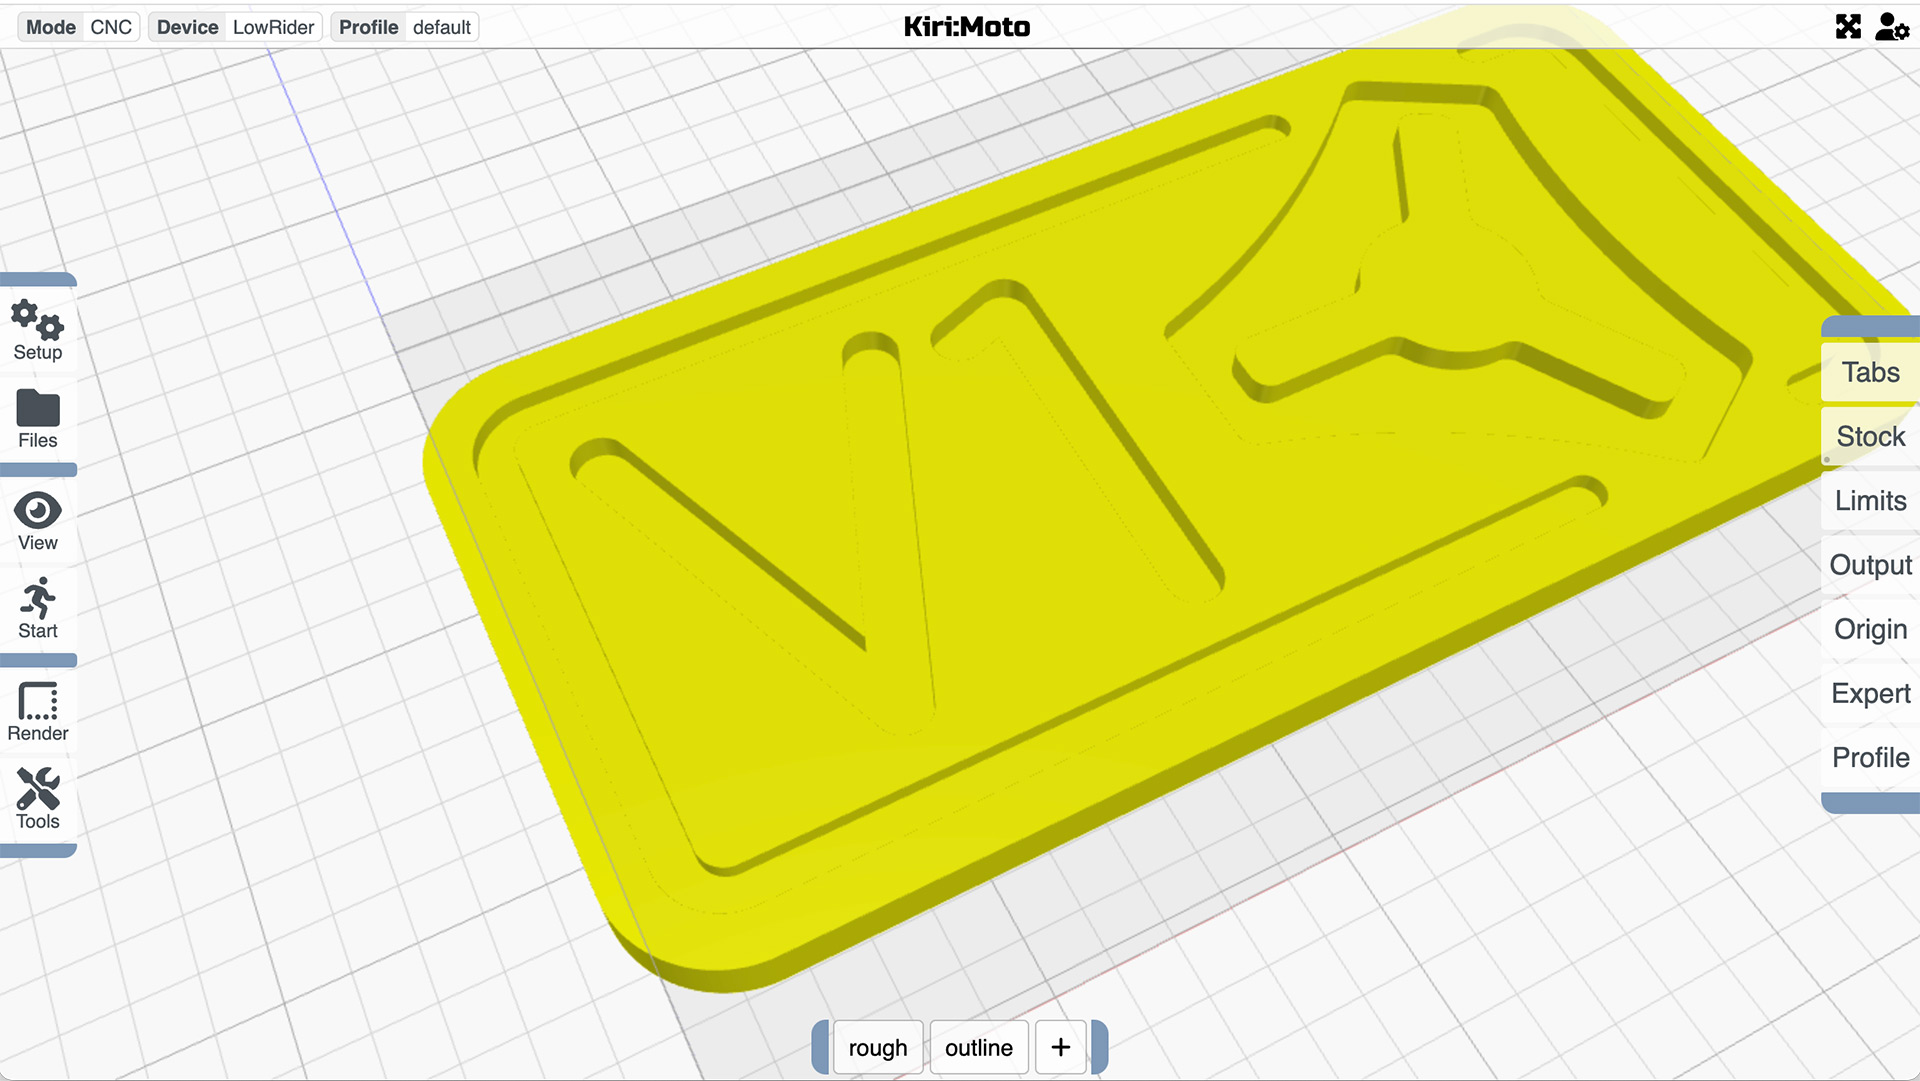 Mode CNC Device LowRider Profile default Kiri:Moto
Setup
Files
View
Start
Render
Tools
Tabs
Stock
Limits
Output
Origin
Expert
Profile
rough outline +